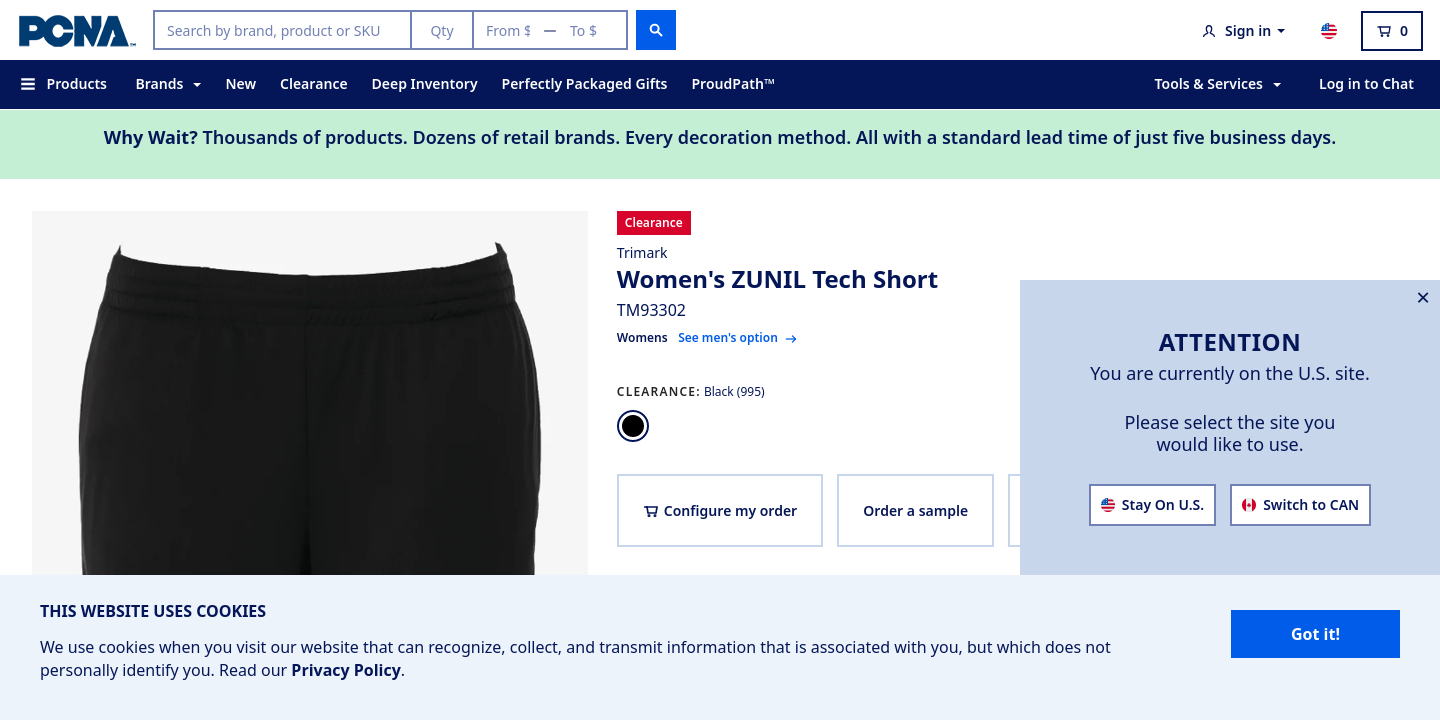 PCNA™
Search by brand, product or SKU
Qty
From $ — To $
Sign in
0
Products
Brands
New
Clearance
Deep Inventory
Perfectly Packaged Gifts
ProudPath™
Tools & Services
Log in to Chat
Why Wait? Thousands of products. Dozens of retail brands. Every decoration method. All with a standard lead time of just five business days.
Clearance
Trimark
Women's ZUNIL Tech Short
TM93302
Womens See men's option →
CLEARANCE: Black (995)
Configure my order
Order a sample
✕
ATTENTION
You are currently on the U.S. site.
Please select the site you
would like to use.
Stay On U.S.
Switch to CAN
THIS WEBSITE USES COOKIES
We use cookies when you visit our website that can recognize, collect, and transmit information that is associated with you, but which does not
personally identify you. Read our Privacy Policy.
Got it!